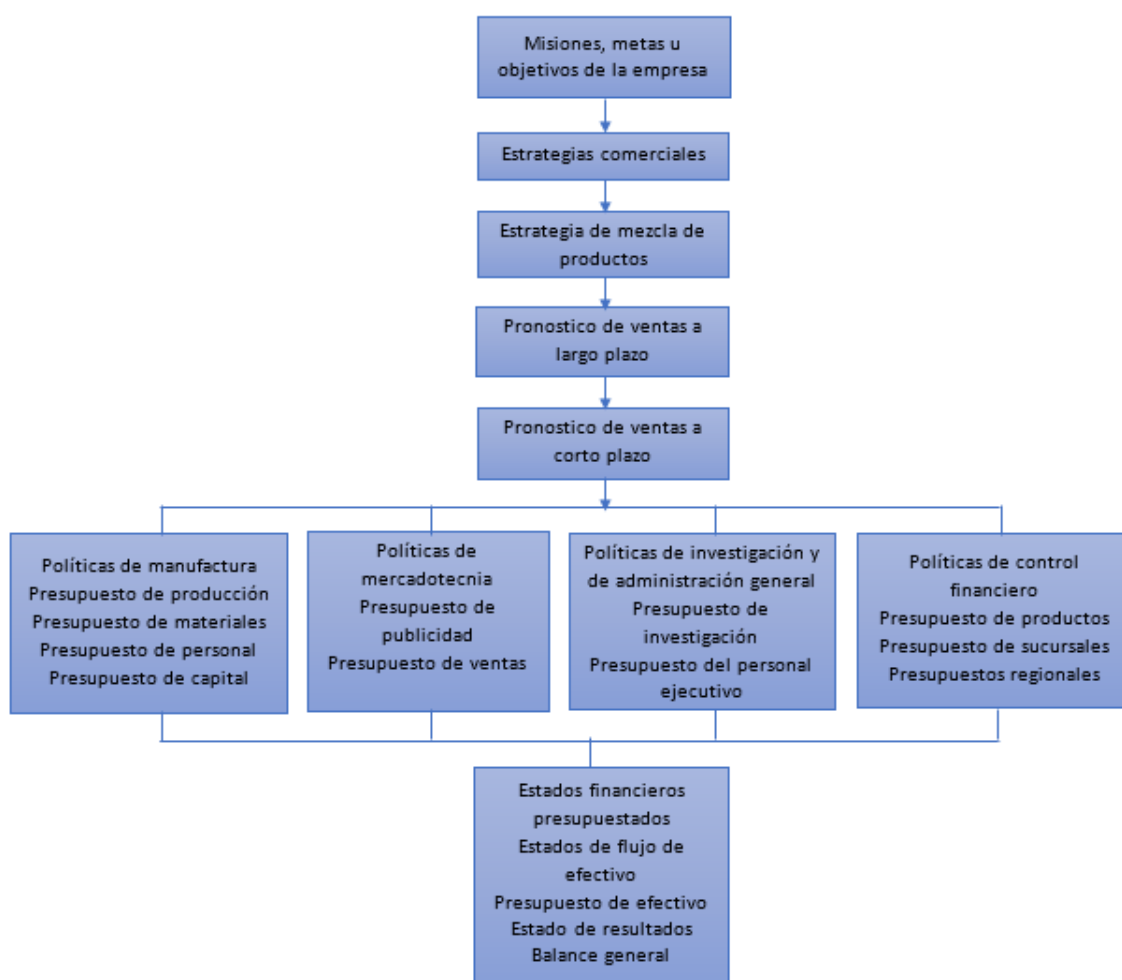 Misiones, metas u
objetivos de la empresa
Estrategias comerciales
Estrategia de mezcla de
productos
Pronostico de ventas a
largo plazo
Pronostico de ventas a
corto plazo
Políticas de manufactura
Presupuesto de producción
Presupuesto de materiales
Presupuesto de personal
Presupuesto de capital
Políticas de
mercadotecnia
Presupuesto de
publicidad
Presupuesto de ventas
Políticas de investigación y
de administración general
Presupuesto de
investigación
Presupuesto del personal
ejecutivo
Políticas de control
financiero
Presupuesto de productos
Presupuesto de sucursales
Presupuestos regionales
Estados financieros
presupuestados
Estados de flujo de
efectivo
Presupuesto de efectivo
Estado de resultados
Balance general